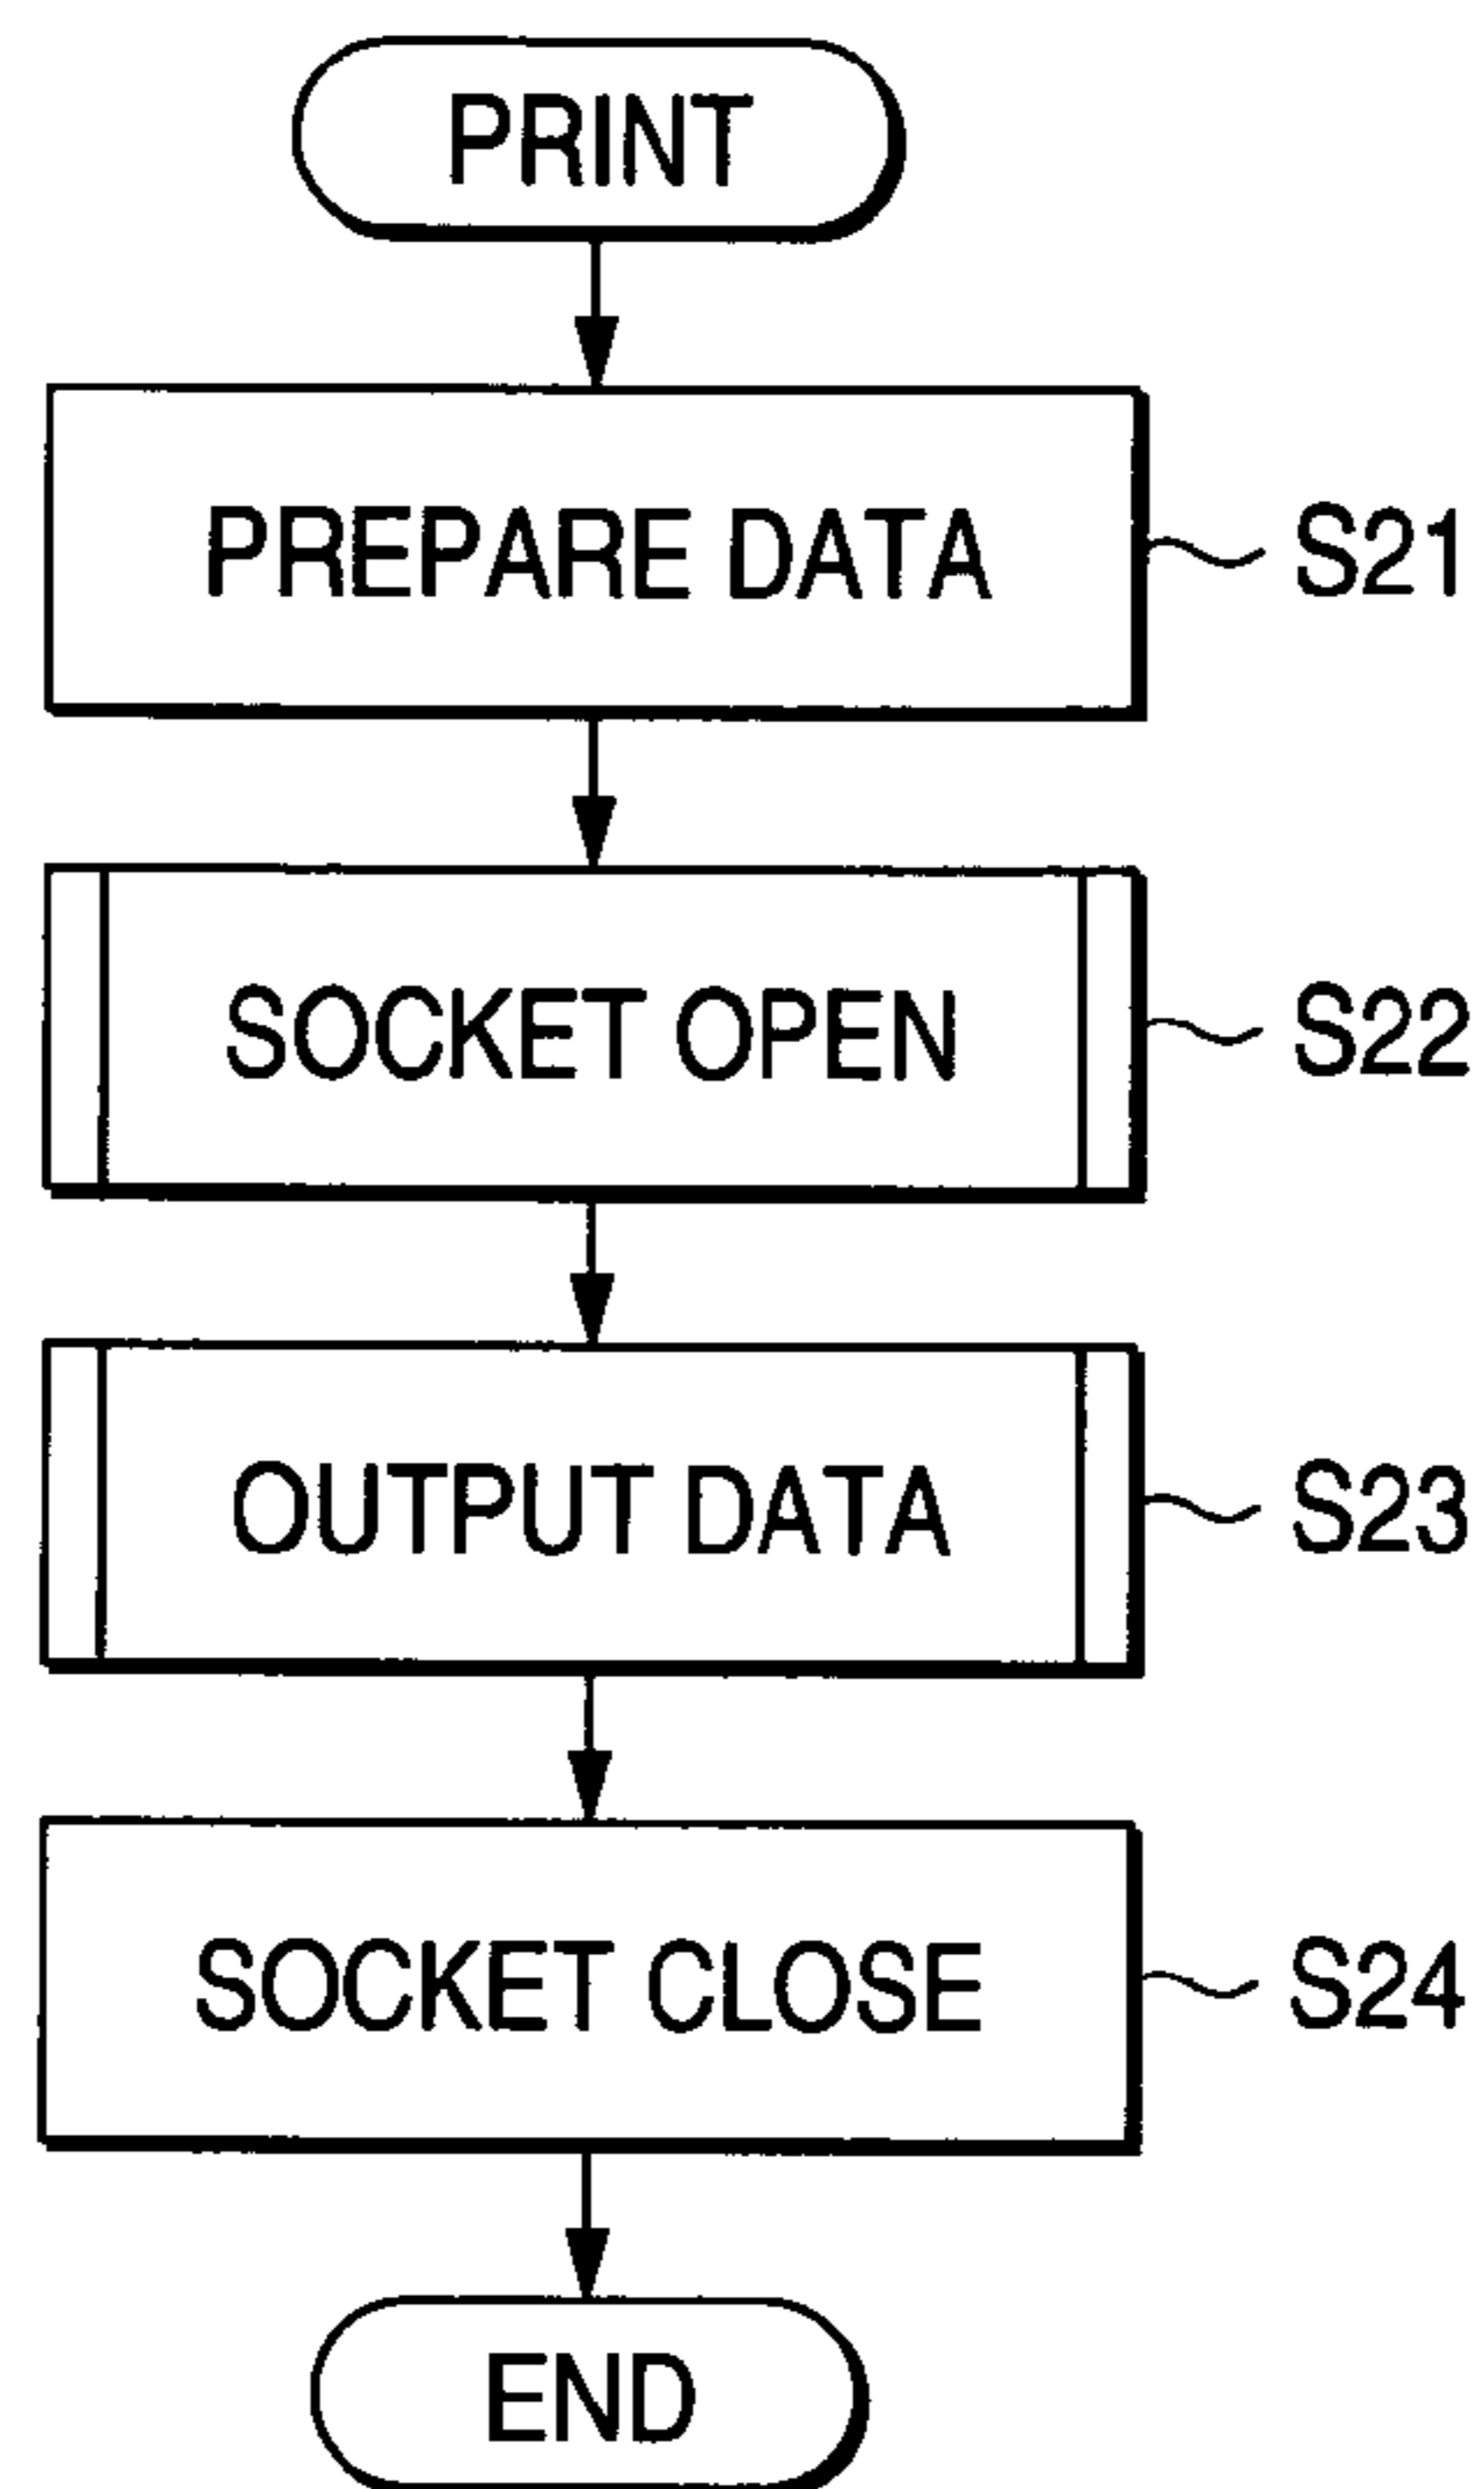 PRINT
PREPARE DATA S21
SOCKET OPEN S22
OUTPUT DATA S23
SOCKET CLOSE S24
END